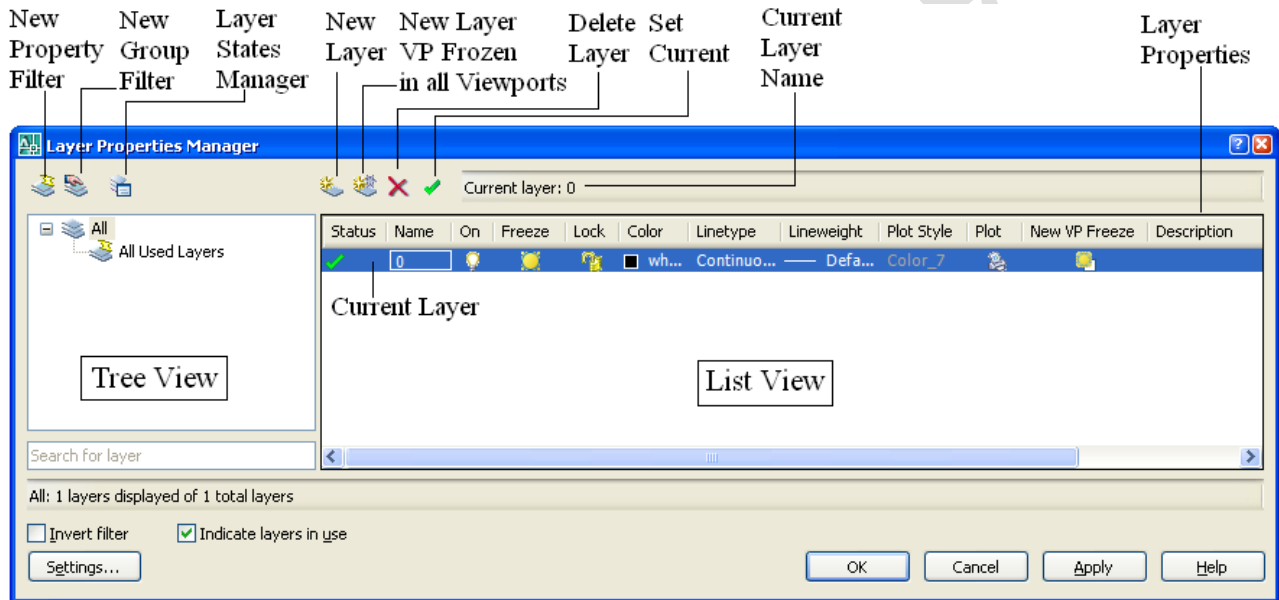 New Property Filter
New Group Filter
Layer States Manager
New Layer
New Layer VP Frozen in all Viewports
Delete Layer
Set Current
Current Layer Name
Layer Properties
Layer Properties Manager
Current layer: 0
All
All Used Layers
Status Name On Freeze Lock Color Linetype Lineweight Plot Style Plot New VP Freeze Description
0 wh... Continuo... Defa... Color_7
Current Layer
Tree View
List View
Search for layer
All: 1 layers displayed of 1 total layers
Invert filter
Indicate layers in use
Settings...
OK
Cancel
Apply
Help